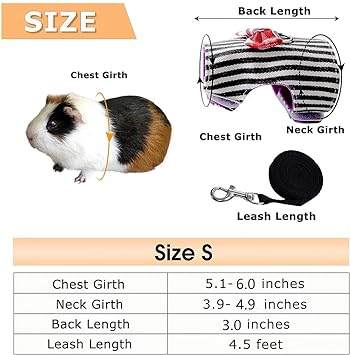 SIZE
Back Length
Chest Girth
Chest Girth
Neck Girth
Leash Length
Size S
Chest Girth 5.1-6.0 inches
Neck Girth 3.9-4.9 inches
Back Length 3.0 inches
Leash Length 4.5 feet